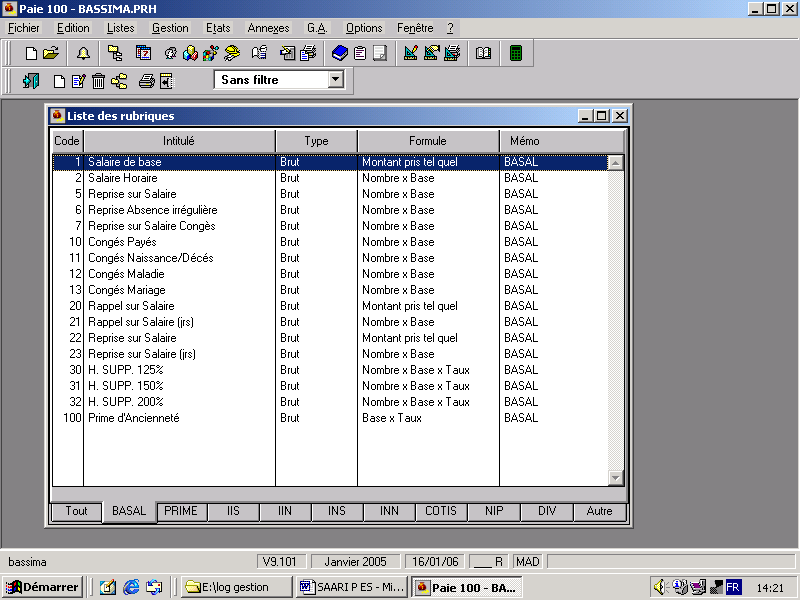 Paie 100 - BASSIMA.PRH
Fichier Edition Listes Gestion Etats Annexes G.A. Options Fenêtre ?
Sans filtre
Liste des rubriques
Code Intitulé Type Formule Mémo
1 Salaire de base Brut Montant pris tel quel BASAL
2 Salaire Horaire Brut Nombre x Base BASAL
5 Reprise sur Salaire Brut Nombre x Base BASAL
6 Reprise Absence irrégulière Brut Nombre x Base BASAL
7 Reprise sur Salaire Congès Brut Nombre x Base BASAL
10 Congés Payés Brut Nombre x Base BASAL
11 Congés Naissance/Décés Brut Nombre x Base BASAL
12 Congés Maladie Brut Nombre x Base BASAL
13 Congés Mariage Brut Nombre x Base BASAL
20 Rappel sur Salaire Brut Montant pris tel quel BASAL
21 Rappel sur Salaire (jrs) Brut Nombre x Base BASAL
22 Reprise sur Salaire Brut Montant pris tel quel BASAL
23 Reprise sur Salaire (jrs) Brut Nombre x Base BASAL
30 H. SUPP. 125% Brut Nombre x Base x Taux BASAL
31 H. SUPP. 150% Brut Nombre x Base x Taux BASAL
32 H. SUPP. 200% Brut Nombre x Base x Taux BASAL
100 Prime d'Ancienneté Brut Base x Taux BASAL
Tout BASAL PRIME IIS IIN INS INN COTIS NIP DIV Autre
bassima V9.101 Janvier 2005 16/01/06 ___ R MAD
Démarrer E:\log gestion SAARI P ES - Mi... Paie 100 - BA... FR 14:21